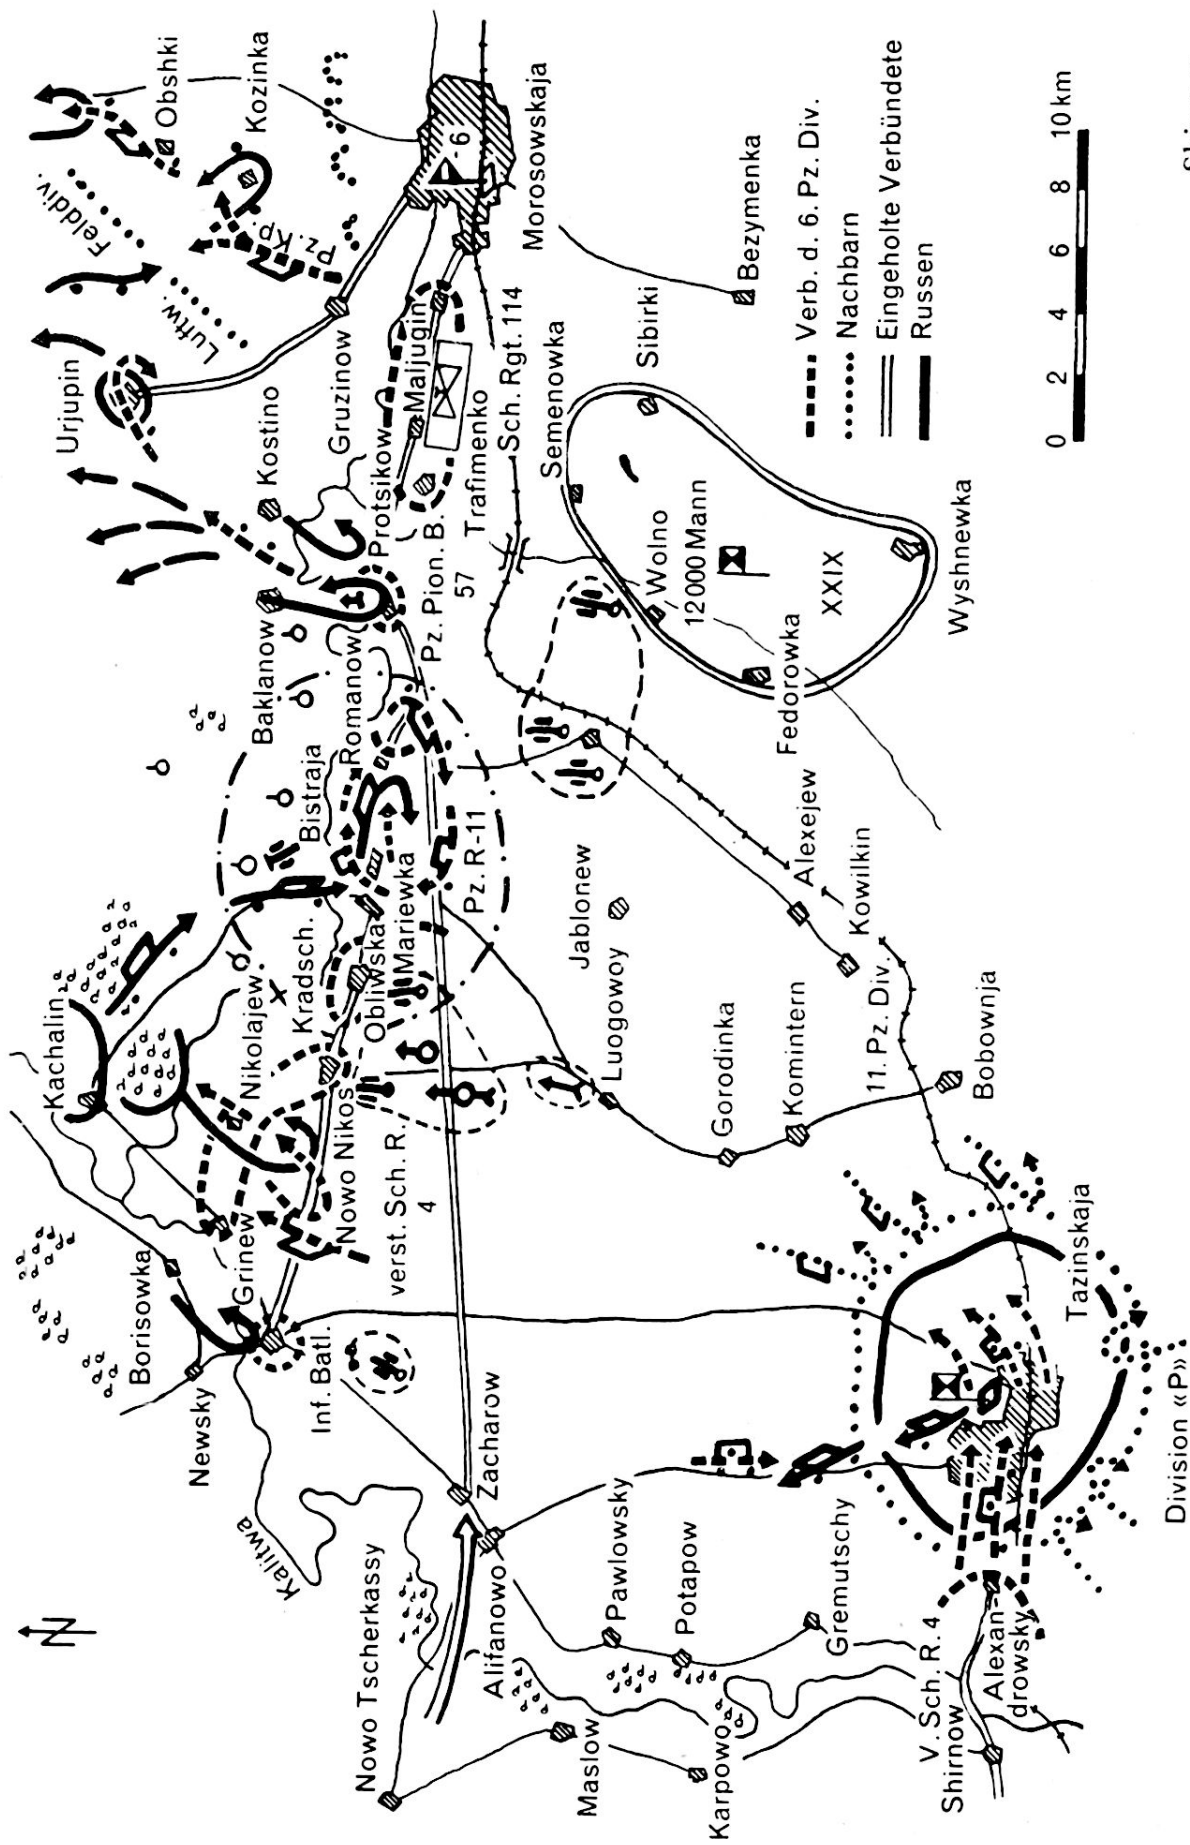 N
Nowo Tscherkassy
Kalitwa
Newsky
Borisowka
Kachalin
Grinew
Nikolajew.
Kradsch.
Bistraja
Baklanow
Kostino
Urjupin
Luftw.
Felddiv.
Obshki
Kozinka
Pz. Kp.
Inf. Batl.
Nowo Nikos
Obliwska
Mariewka
Romanow
Protsikow
Gruzinow
Maljugin
6
Morosowskaja
verst. Sch. R.
4
Pz. R-11
Pz. Pion. B.
57
Trafimenko
Sch. Rgt. 114
Zacharow
Alifanowo
Maslow
Karpowo
Pawlowsky
Potapow
Gremutschy
Luogowoy
Jablonew
Gorodinka
Komintern
Alexejew
Kowilkin
11. Pz. Div.
Bobownja
Semenowka
Sibirki
Wolno
12000 Mann
XXIX
Fedorowka
Wyshnewka
Bezymenka
V. Sch. R. 4
Shirnow
Alexan-
drowsky
Tazinskaja
Division «P»
Verb. d. 6. Pz. Div.
Nachbarn
Eingeholte Verbündete
Russen
0 2 4 6 8 10 km